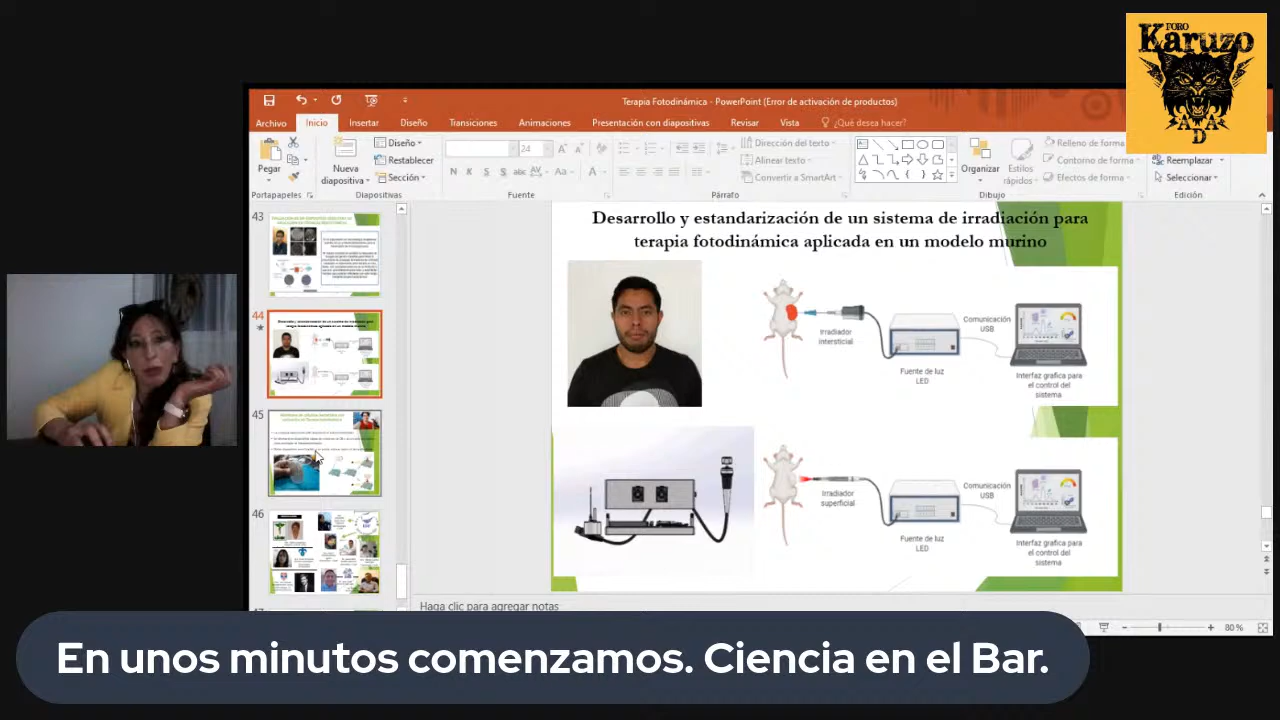 FORO
Karuzo
Terapia Fotodinámica - PowerPoint (Error de activación de productos)
Archivo
Inicio
Insertar
Diseño
Transiciones
Animaciones
Presentación con diapositivas
Revisar
Vista
¿Qué desea hacer?
Pegar
Nueva
diapositiva
Diseño
Restablecer
Sección
24
N K S S abc AV Aa A
Dirección del texto
Alinear texto
Convertir a SmartArt
Organizar
Estilos
rápidos
Relleno de forma
Contorno de forma
Efectos de forma
Reemplazar
Seleccionar
Portapapeles
Diapositivas
Fuente
Párrafo
Dibujo
Edición
43
44
45
46
Desarrollo y estandarización de un sistema de irradiación para
terapia fotodinámica aplicada en un modelo murino
Irradiador
intersticial
Fuente de luz
LED
Comunicación
USB
Interfaz grafica para
el control del
sistema
Irradiador
superficial
Fuente de luz
LED
Comunicación
USB
Interfaz grafica para
el control del
sistema
Haga clic para agregar notas
80 %
En unos minutos comenzamos. Ciencia en el Bar.